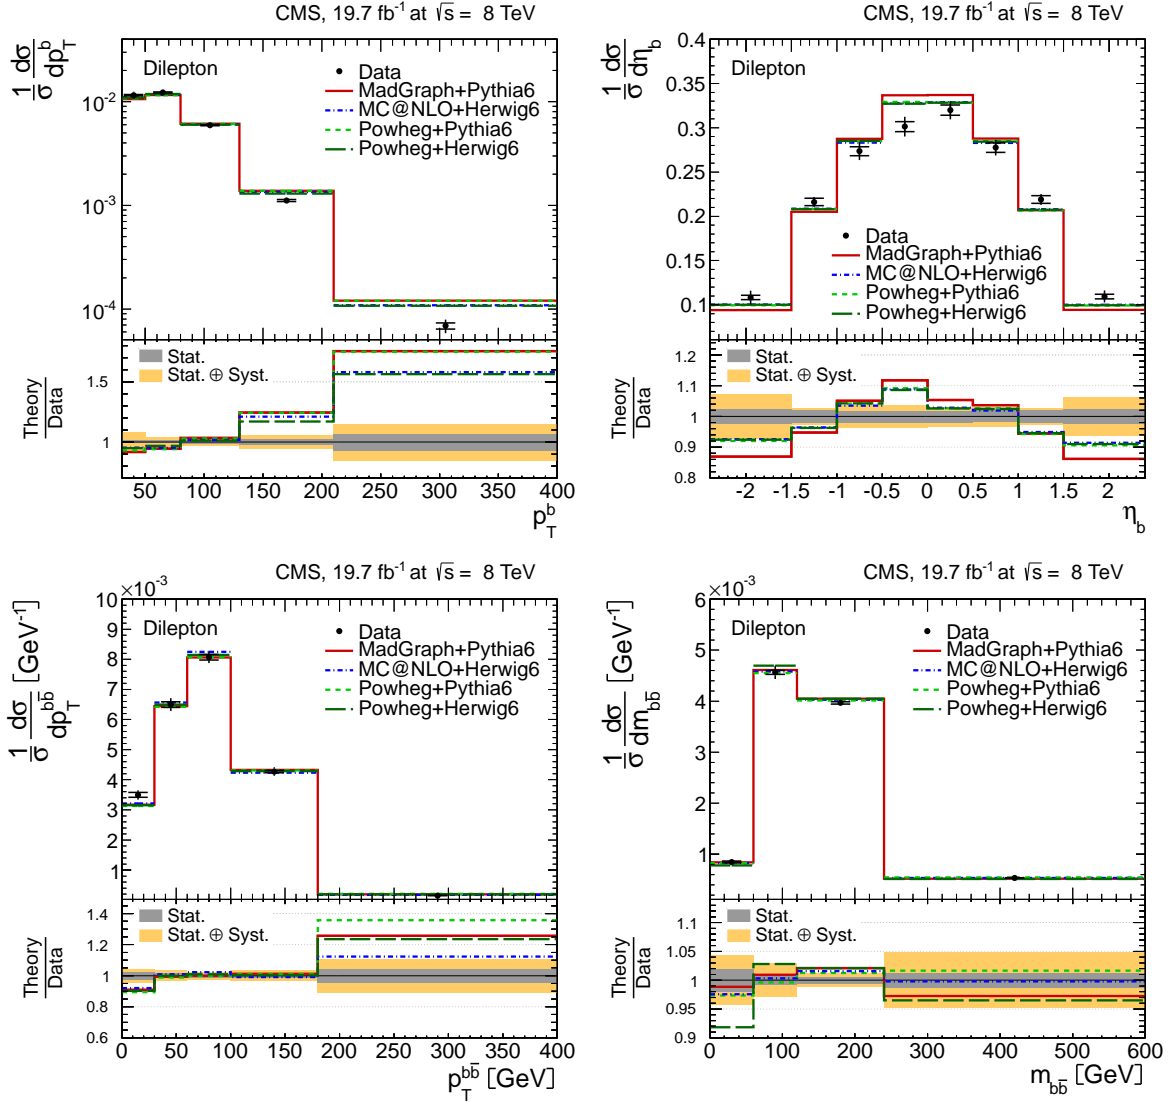 CMS, 19.7 fb⁻¹ at √s = 8 TeV
1/σ dσ/dp_T^b
Dilepton
Data
MadGraph+Pythia6
MC@NLO+Herwig6
Powheg+Pythia6
Powheg+Herwig6
10⁻²
10⁻³
10⁻⁴
Theory/Data
Stat.
Stat. ⊕ Syst.
1.5
1
50 100 150 200 250 300 350 400
p_T^b
CMS, 19.7 fb⁻¹ at √s = 8 TeV
1/σ dσ/dη_b
Dilepton
0.4
0.35
0.3
0.25
0.2
0.15
0.1
Data
MadGraph+Pythia6
MC@NLO+Herwig6
Powheg+Pythia6
Powheg+Herwig6
Theory/Data
Stat.
Stat. ⊕ Syst.
1.2
1.1
1
0.9
0.8
-2 -1.5 -1 -0.5 0 0.5 1 1.5 2
η_b
CMS, 19.7 fb⁻¹ at √s = 8 TeV
×10⁻³
1/σ dσ/dp_T^bb̄ [GeV⁻¹]
Dilepton
Data
MadGraph+Pythia6
MC@NLO+Herwig6
Powheg+Pythia6
Powheg+Herwig6
10
9
8
7
6
5
4
3
2
1
Theory/Data
Stat.
Stat. ⊕ Syst.
1.4
1.2
1
0.8
0.6
0 50 100 150 200 250 300 350 400
p_T^bb̄ [GeV]
CMS, 19.7 fb⁻¹ at √s = 8 TeV
×10⁻³
1/σ dσ/dm_bb̄ [GeV⁻¹]
Dilepton
Data
MadGraph+Pythia6
MC@NLO+Herwig6
Powheg+Pythia6
Powheg+Herwig6
6
5
4
3
2
1
Theory/Data
Stat.
Stat. ⊕ Syst.
1.1
1.05
1
0.95
0.9
0 100 200 300 400 500 600
m_bb̄ [GeV]